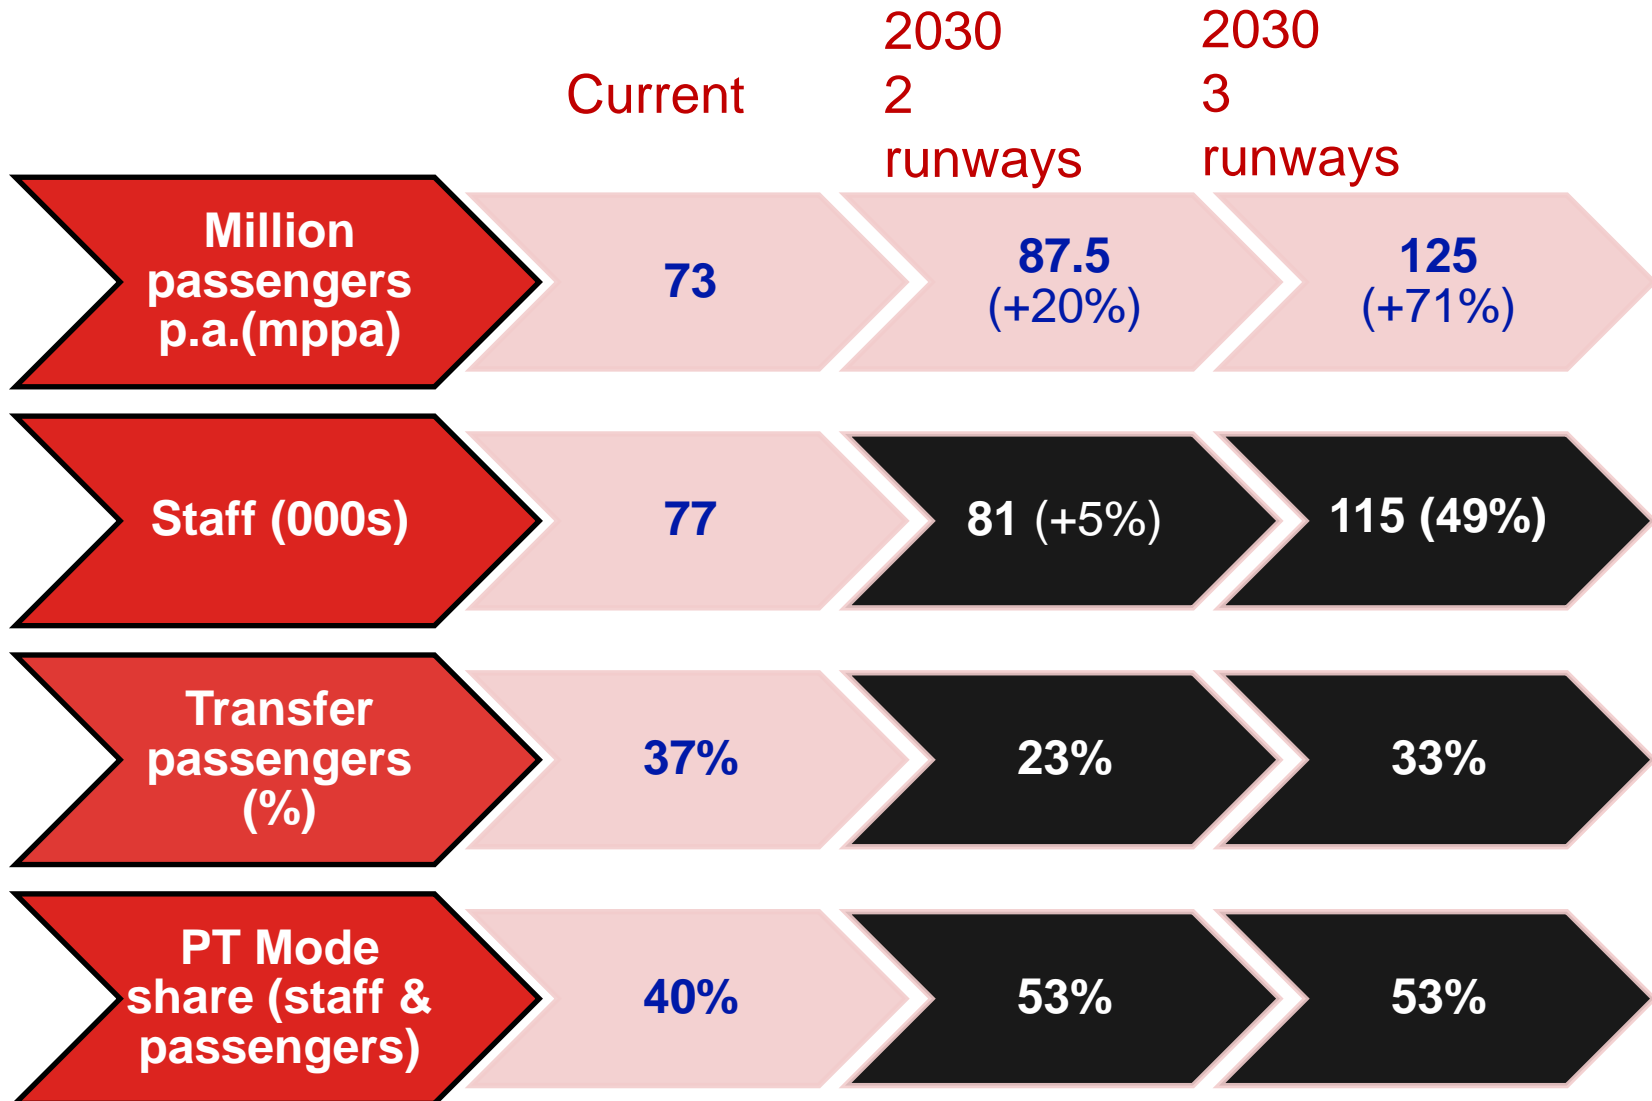 Current
2030
2
runways
2030
3
runways
Million
passengers
p.a.(mppa)
73
87.5
(+20%)
125
(+71%)
Staff (000s)
77
81 (+5%)
115 (49%)
Transfer
passengers
(%)
37%
23%
33%
PT Mode
share (staff &
passengers)
40%
53%
53%